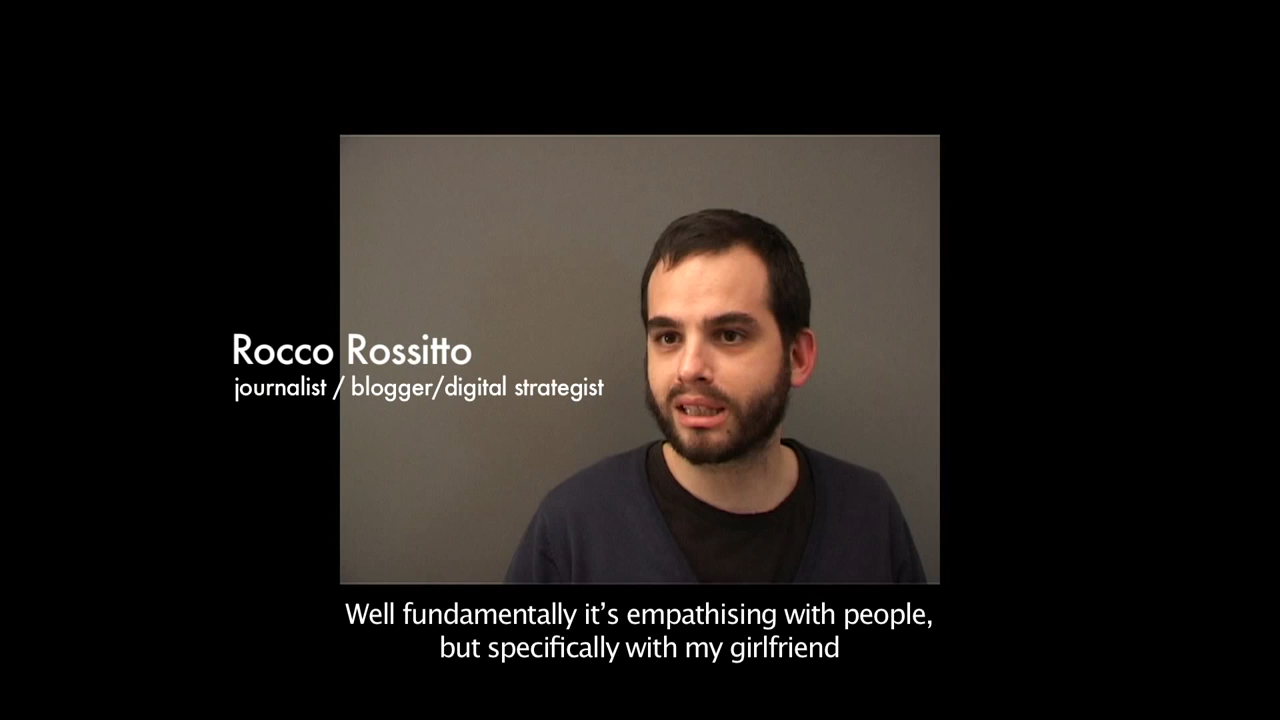 Rocco Rossitto
journalist / blogger/digital strategist
Well fundamentally it's empathising with people,
but specifically with my girlfriend